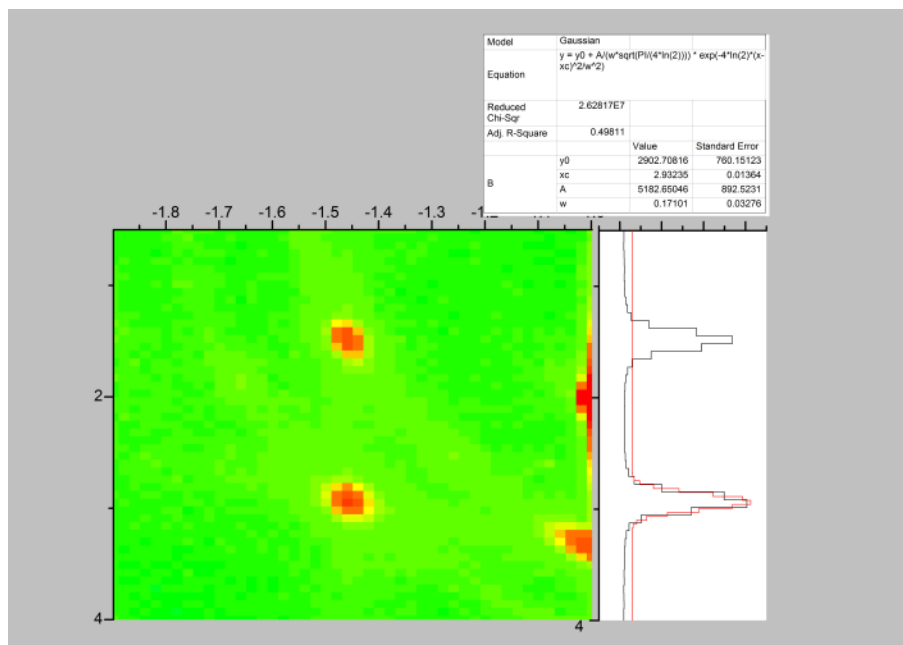 Model Gaussian
Equation y = y0 + A/(w*sqrt(PI/(4*ln(2)))) * exp(-4*ln(2)*(x-
xc)^2/w^2)
Reduced Chi-Sqr 2.62817E7
Adj. R-Square 0.49811
Value Standard Error
B y0 2902.70816 760.15123
xc 2.93235 0.01364
A 5182.65046 892.5231
w 0.17101 0.03276
-1.8 -1.7 -1.6 -1.5 -1.4 -1.3
2
4
4